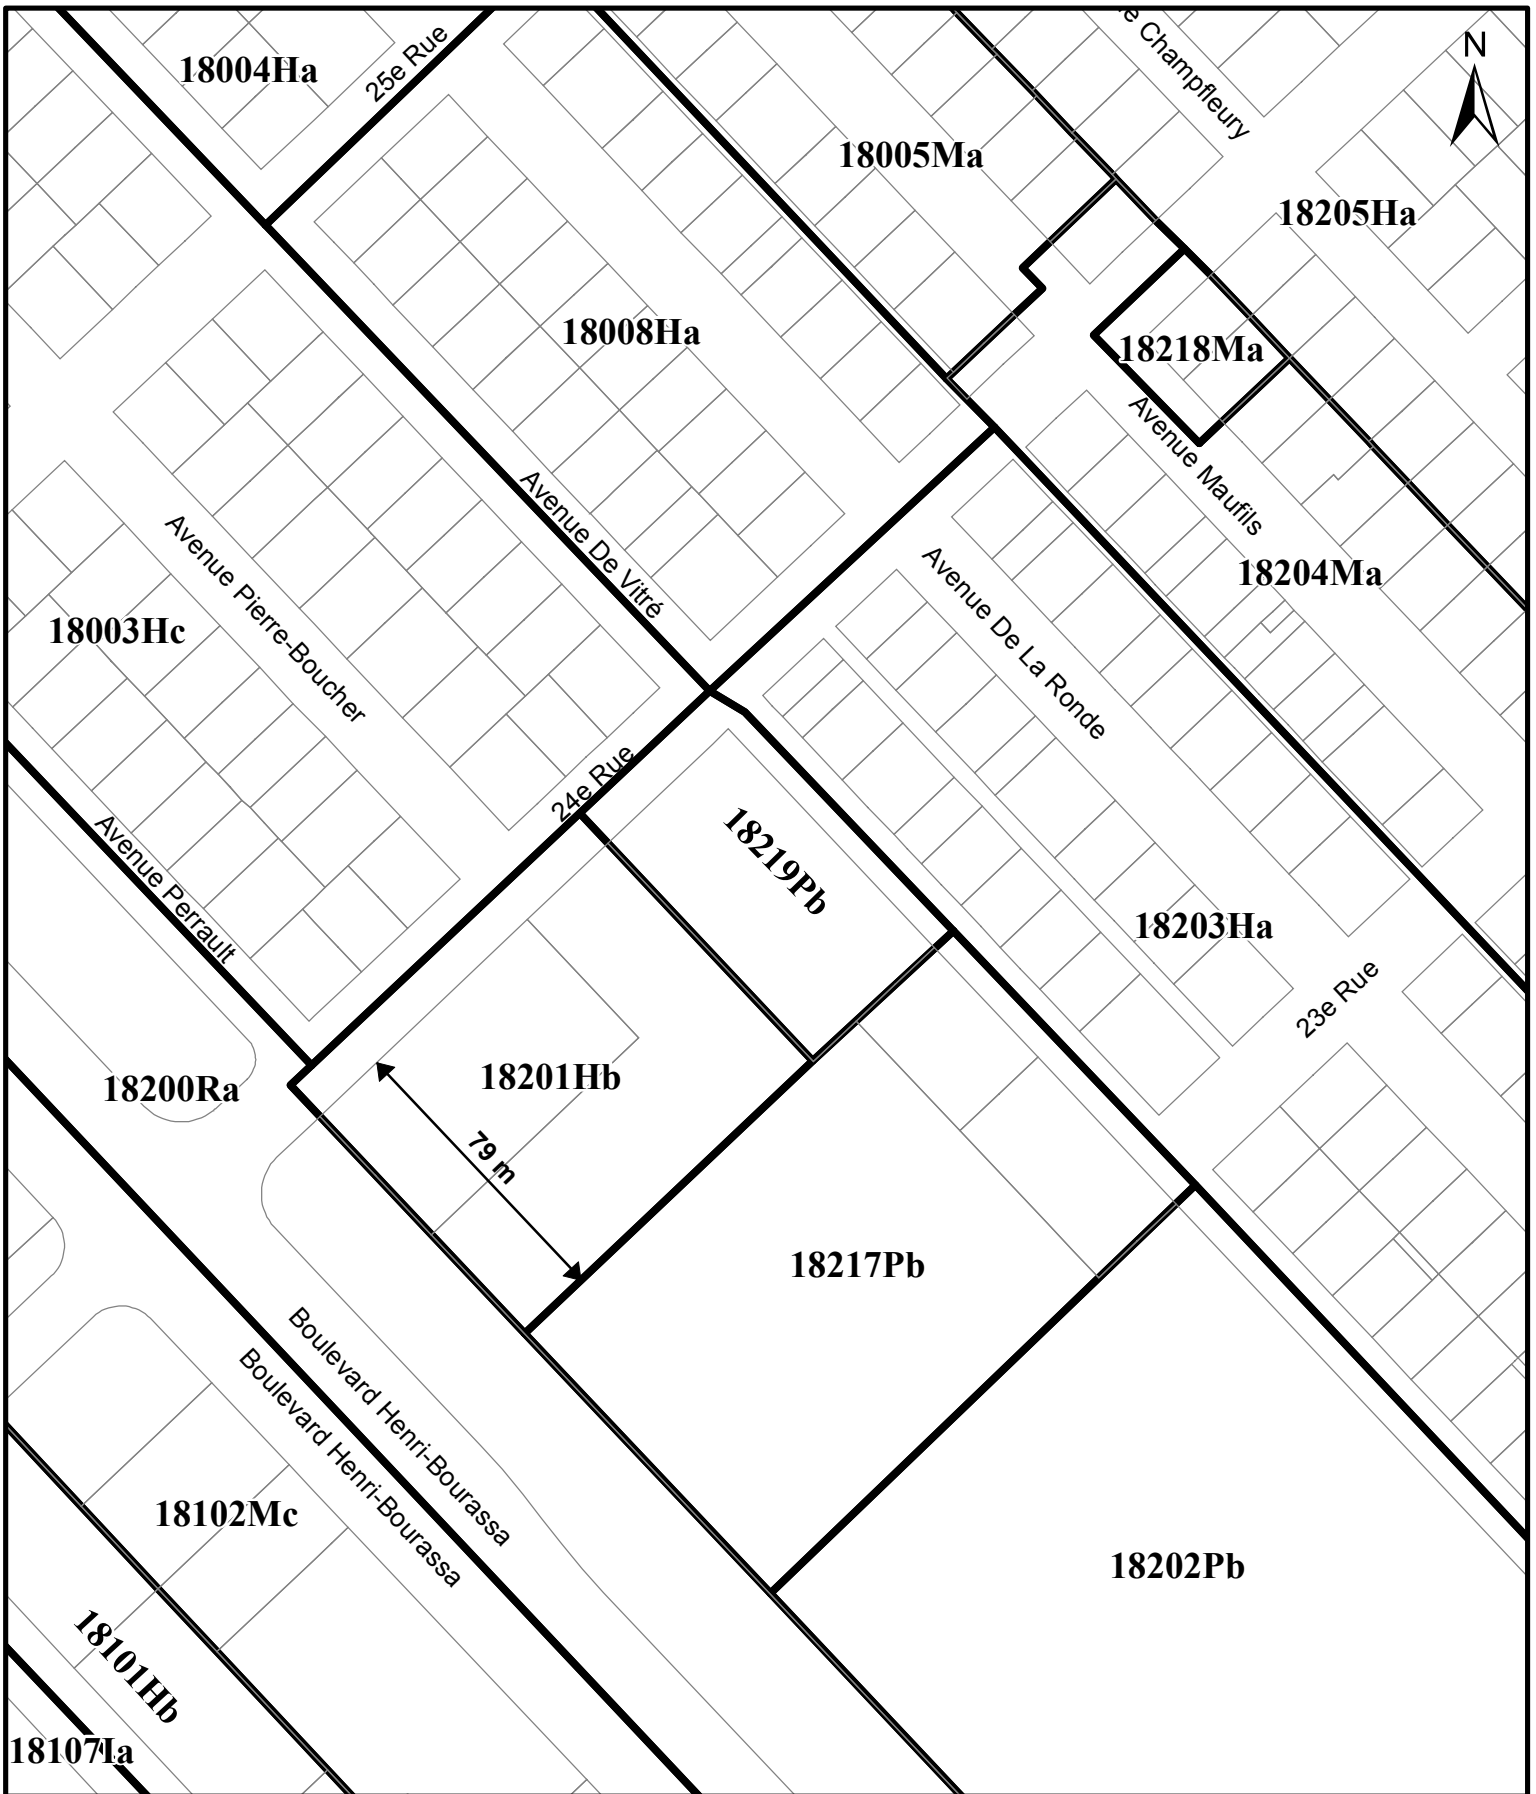 e Champfleury
N
25e Rue
18004Ha
18005Ma
18205Ha
18008Ha
18218Ma
Avenue Maufils
Avenue De Vitré
Avenue Pierre-Boucher
18204Ma
Avenue De La Ronde
18003Hc
24e Rue
18219Pb
Avenue Perrault
18203Ha
23e Rue
18201Hb
18200Ra
79 m
18217Pb
Boulevard Henri-Bourassa
Boulevard Henri-Bourassa
18102Mc
18202Pb
18101Hb
18107Ia